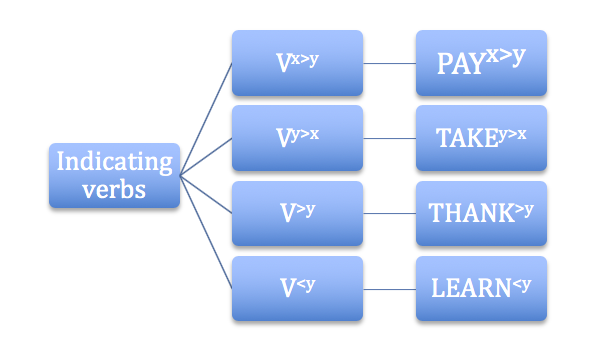 Indicating
verbs
Vˣ˃ʸ
PAYˣ˃ʸ
Vʸ˃ˣ
TAKEʸ˃ˣ
V˃ʸ
THANK˃ʸ
V˂ʸ
LEARN˂ʸ